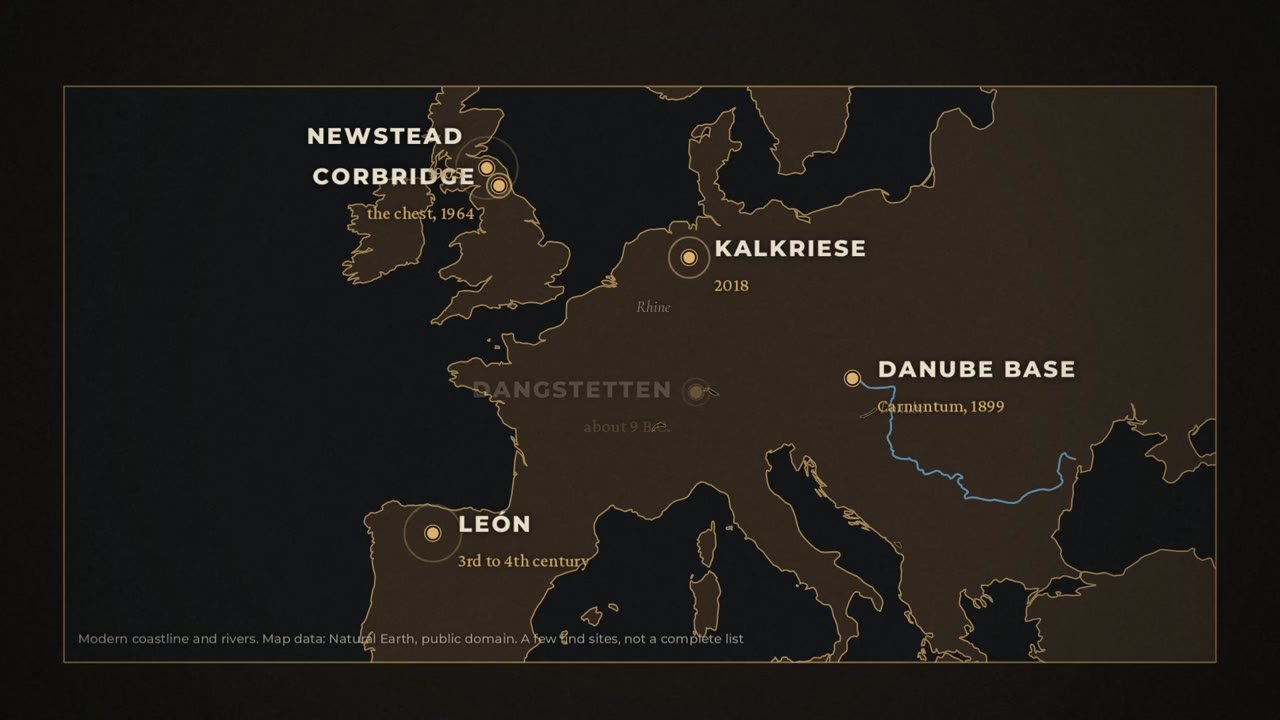 NEWSTEAD
CORBRIDGE
the chest, 1964
KALKRIESE
2018
Rhine
DANUBE BASE
Carnuntum, 1899
DANGSTETTEN
about 9 B.C.
LEÓN
3rd to 4th century
Modern coastline and rivers. Map data: Natural Earth, public domain. A few find sites, not a complete list